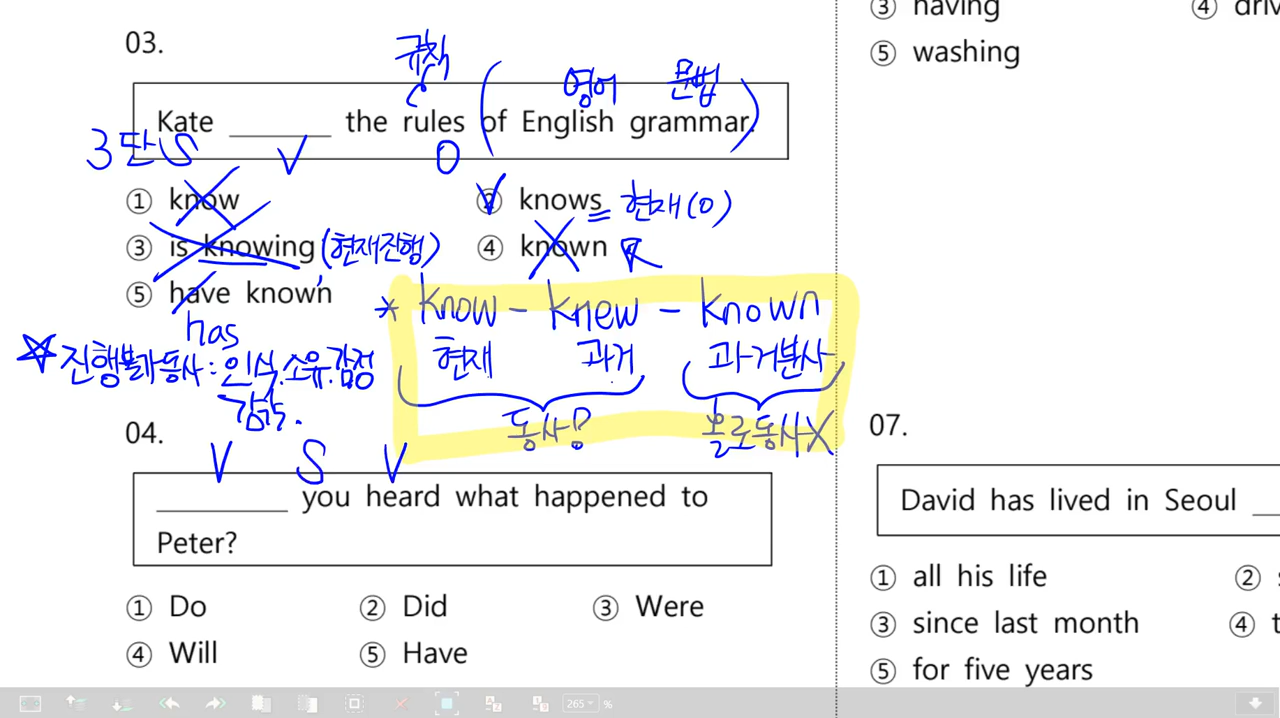 03.
규칙
영어 문법
Kate ______ the rules (of English grammar.)
3단 S V O
① know
② knows 현재(O)
③ is knowing (현재진행)
④ known
⑤ have known
has
* know - knew - known
현재 과거 과거분사
동사
홀로동사X
진행불가동사: 인식.소유.감정
감각.
04.
V S V
______ you heard what happened to
Peter?
① Do ② Did ③ Were
④ Will ⑤ Have
③ having ④
⑤ washing
07.
David has lived in Seoul __
① all his life ②
③ since last month ④ t
⑤ for five years
265 %